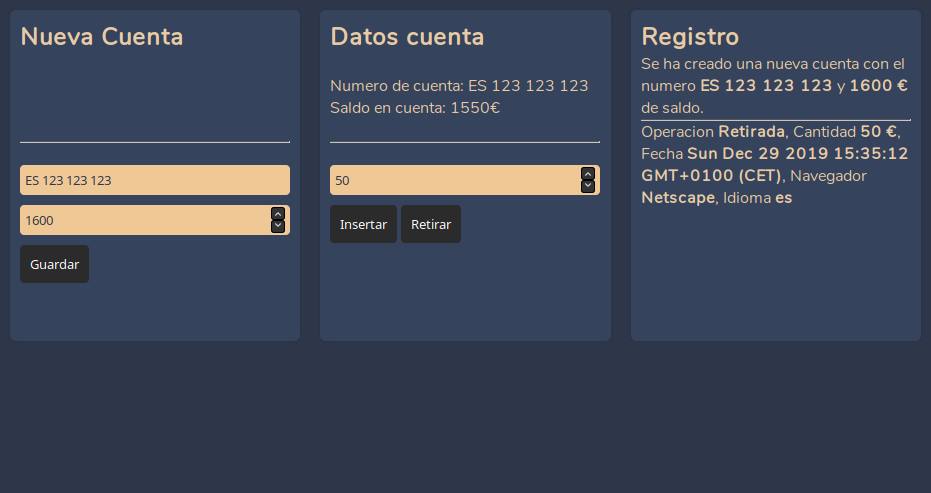 Nueva Cuenta
ES 123 123 123
1600
Guardar
Datos cuenta
Numero de cuenta: ES 123 123 123
Saldo en cuenta: 1550€
50
Insertar Retirar
Registro
Se ha creado una nueva cuenta con el
numero ES 123 123 123 y 1600 €
de saldo.
Operacion Retirada, Cantidad 50 €,
Fecha Sun Dec 29 2019 15:35:12
GMT+0100 (CET), Navegador
Netscape, Idioma es